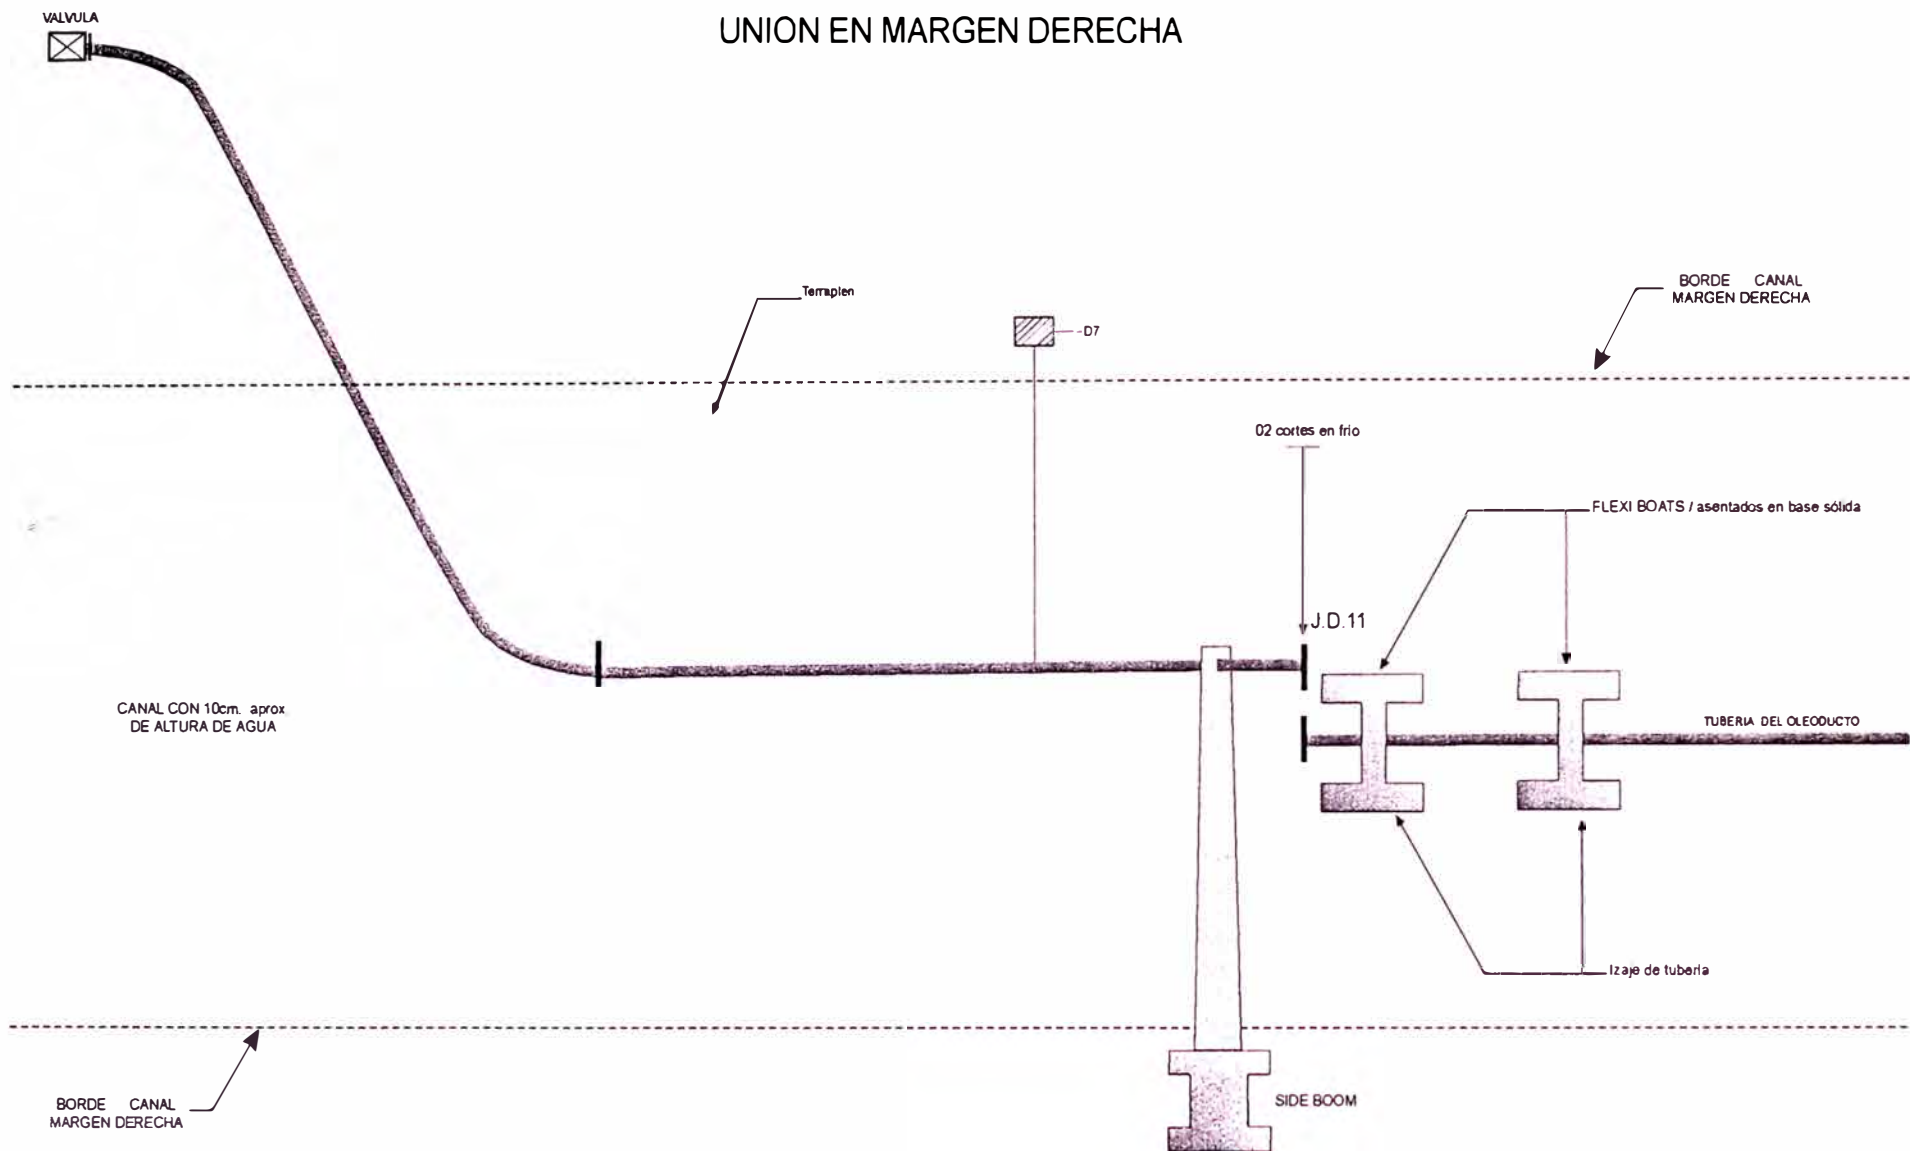 UNION EN MARGEN DERECHA
VALVULA
Terraplen
BORDE CANAL
MARGEN DERECHA
-D7
02 cortes en frio
FLEXI BOATS / asentados en base sólida
J.D.11
CANAL CON 10cm. aprox
DE ALTURA DE AGUA
TUBERIA DEL OLEODUCTO
Izaje de tubería
BORDE CANAL
MARGEN DERECHA
SIDE BOOM